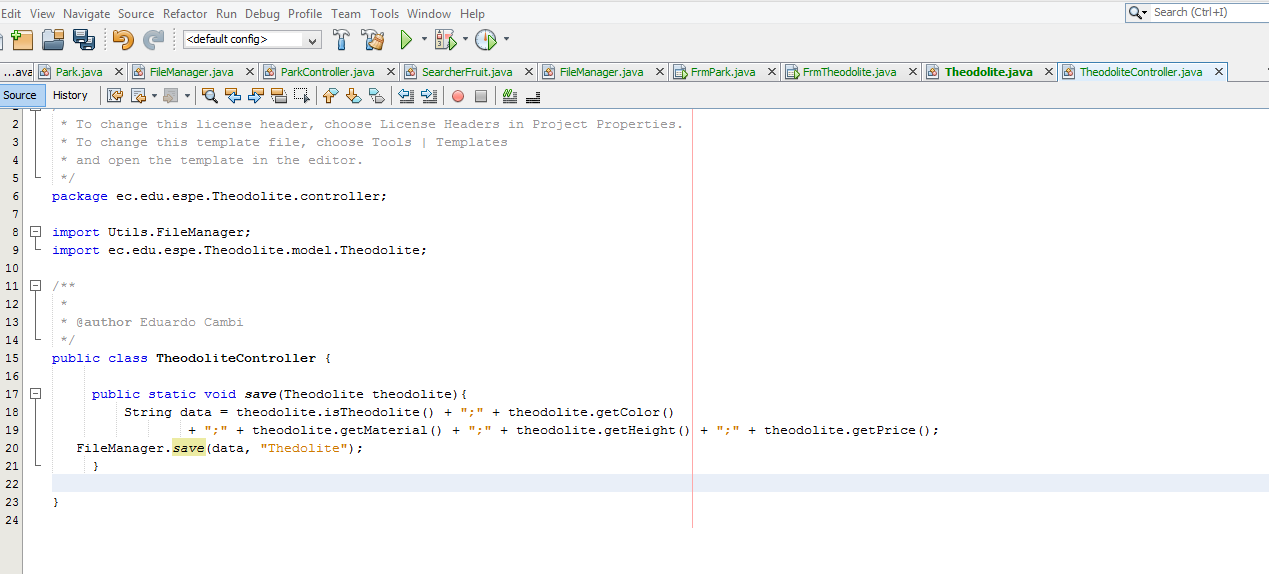 Edit View Navigate Source Refactor Run Debug Profile Team Tools Window Help
Search (Ctrl+I)
<default config>
...ava Park.java FileManager.java ParkController.java SearcherFruit.java FileManager.java FrmPark.java FrmTheodolite.java Theodolite.java TheodoliteController.java
Source History
2 * To change this license header, choose License Headers in Project Properties.
3 * To change this template file, choose Tools | Templates
4 * and open the template in the editor.
5 */
6 package ec.edu.espe.Theodolite.controller;
7
8 import Utils.FileManager;
9 import ec.edu.espe.Theodolite.model.Theodolite;
10
11 /**
12 *
13 * @author Eduardo Cambi
14 */
15 public class TheodoliteController {
16
17 public static void save(Theodolite theodolite){
18 String data = theodolite.isTheodolite() + ";" + theodolite.getColor()
19 + ";" + theodolite.getMaterial() + ";" + theodolite.getHeight() + ";" + theodolite.getPrice();
20 FileManager.save(data, "Thedolite");
21 }
22
23 }
24